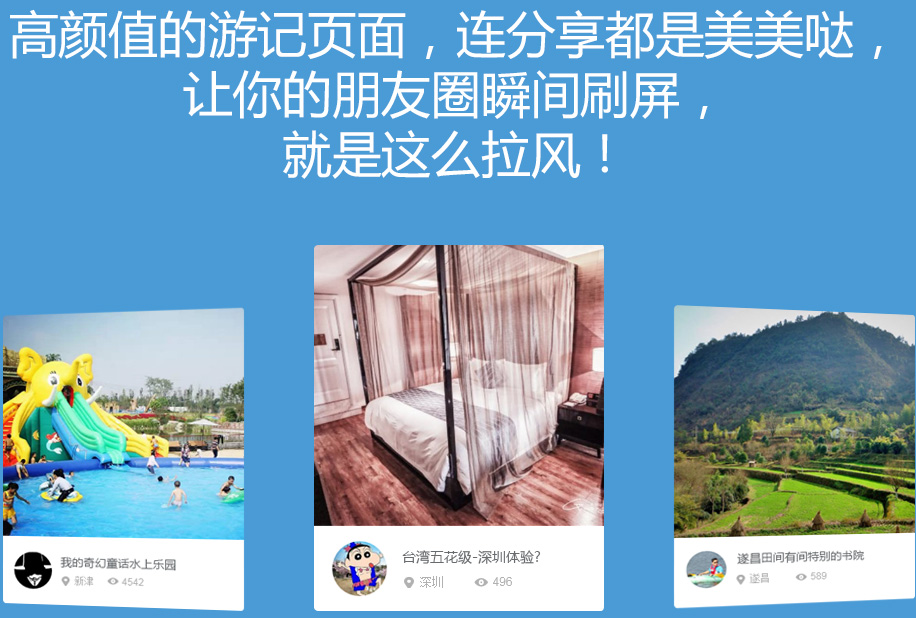 高颜值的游记页面，连分享都是美美哒，
让你的朋友圈瞬间刷屏，
就是这么拉风！
我的奇幻童话水上乐园
新津 4542
台湾五花级-深圳体验?
深圳 496
遂昌田间有间特别的书院
遂昌 589